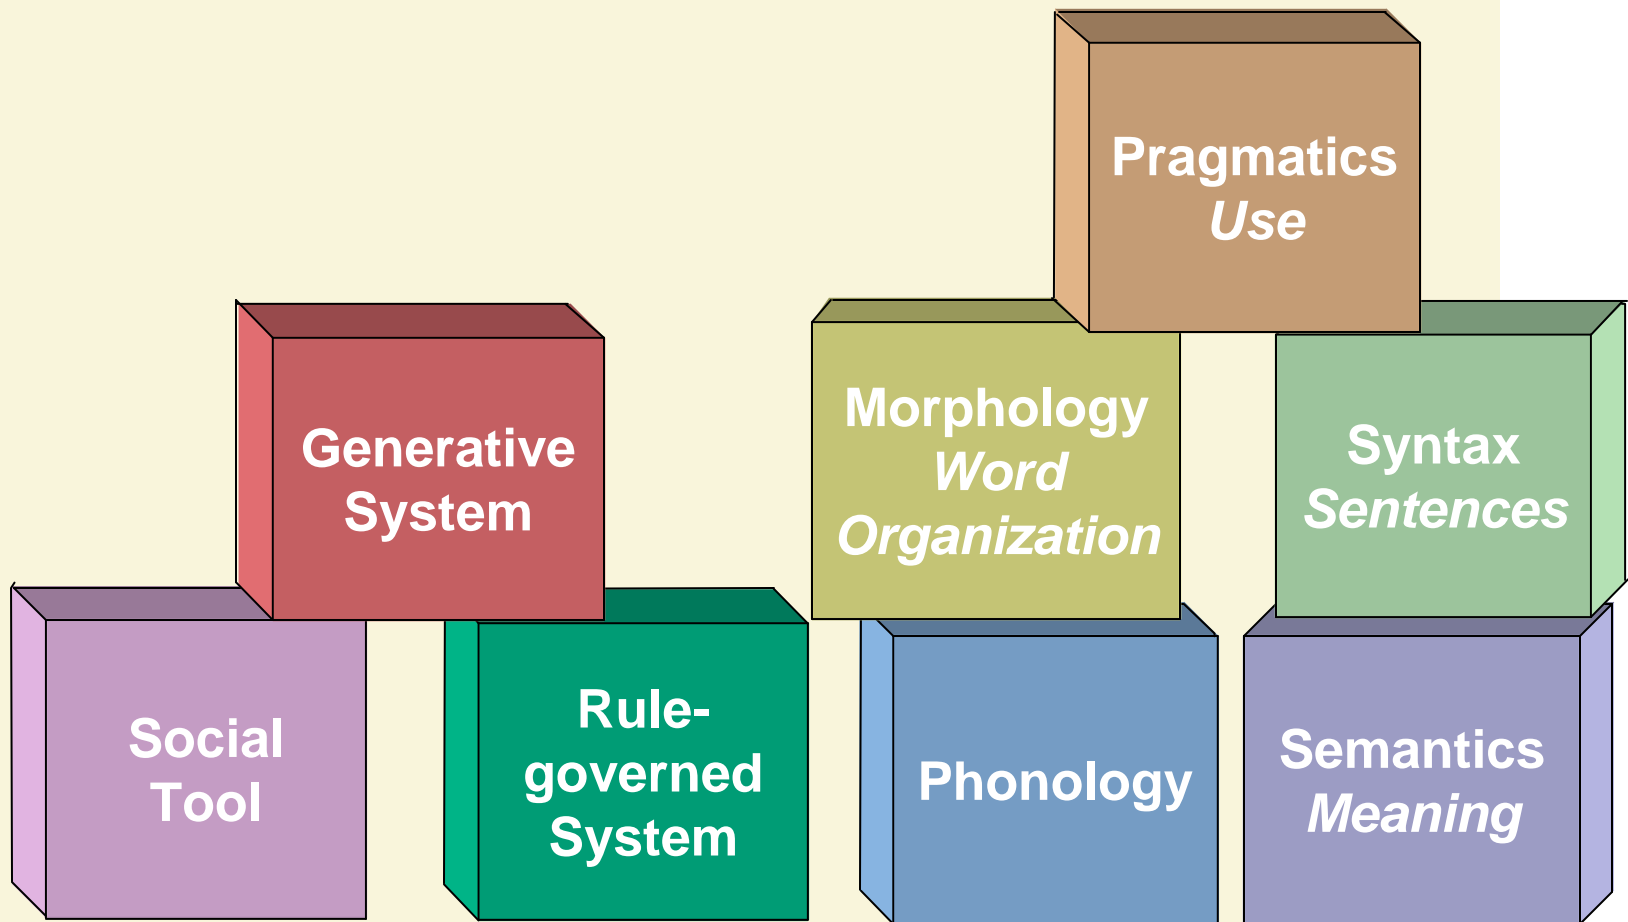 Pragmatics
Use
Generative
System
Morphology
Word
Organization
Syntax
Sentences
Social
Tool
Rule-
governed
System
Phonology
Semantics
Meaning